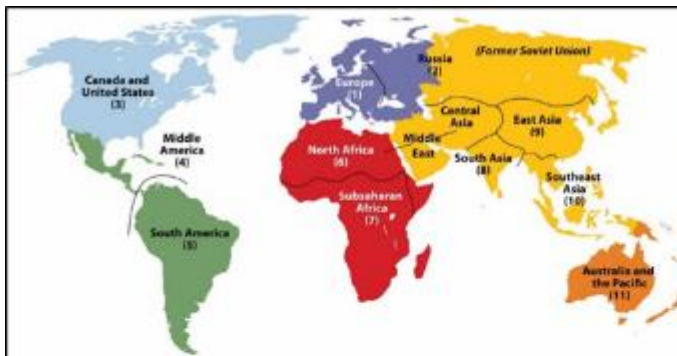 Canada and
United States
(3)
Middle
America
(4)
South America
(5)
Europe
(1)
Russia
(2)
(Former Soviet Union)
Central
Asia
East Asia
(9)
Middle
East
South Asia
(8)
Southeast
Asia
(10)
North Africa
(6)
Subsaharan
Africa
(7)
Australia and
the Pacific
(11)